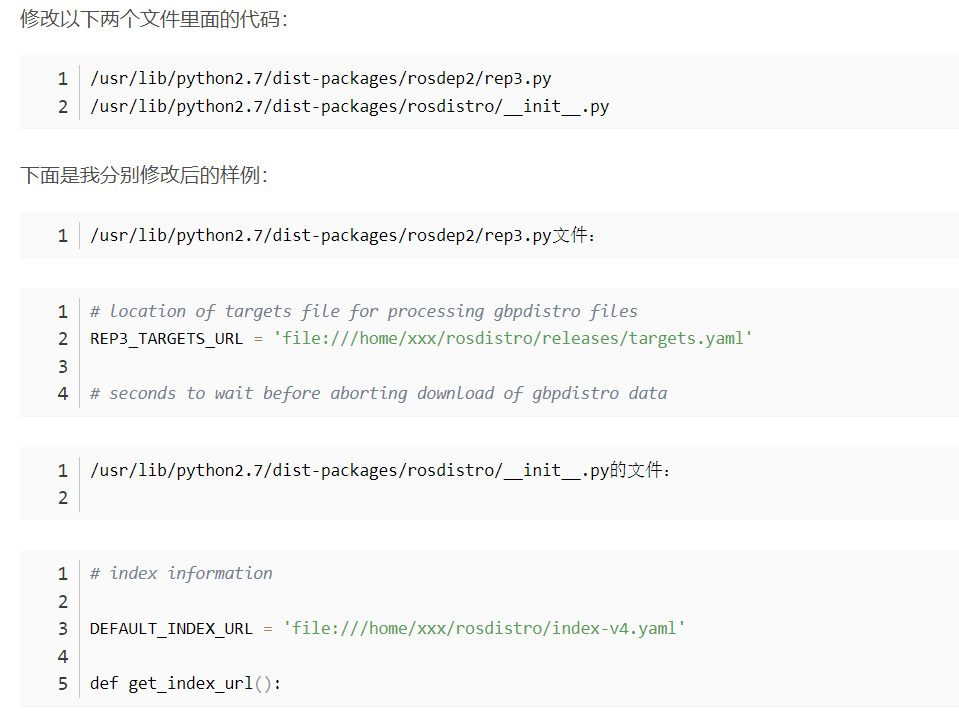 修改以下两个文件里面的代码：
1 /usr/lib/python2.7/dist-packages/rosdep2/rep3.py
2 /usr/lib/python2.7/dist-packages/rosdistro/__init__.py
下面是我分别修改后的样例：
1 /usr/lib/python2.7/dist-packages/rosdep2/rep3.py文件：
1 # location of targets file for processing gbpdistro files
2 REP3_TARGETS_URL = 'file:///home/xxx/rosdistro/releases/targets.yaml'
3
4 # seconds to wait before aborting download of gbpdistro data
1 /usr/lib/python2.7/dist-packages/rosdistro/__init__.py的文件：
2
1 # index information
2
3 DEFAULT_INDEX_URL = 'file:///home/xxx/rosdistro/index-v4.yaml'
4
5 def get_index_url():